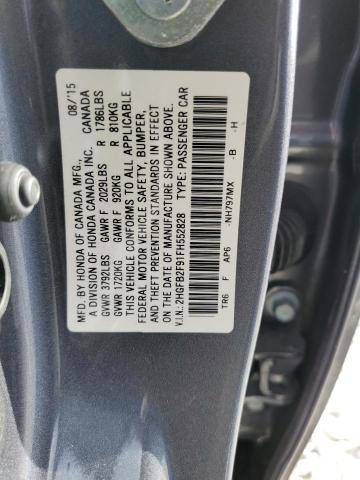 MFD. BY HONDA OF CANADA MFG., 08/'15
A DIVISION OF HONDA CANADA INC. CANADA
GVWR 3792LBS GAWR F 2029LBS R 1786LBS
GVWR 1720KG GAWR F 920KG R 810KG
THIS VEHICLE CONFORMS TO ALL APPLICABLE
FEDERAL MOTOR VEHICLE SAFETY, BUMPER,
AND THEFT PREVENTION STANDARDS IN EFFECT
ON THE DATE OF MANUFACTURE SHOWN ABOVE.
V.I.N.: 2HGFB2F91FH552828 TYPE: PASSENGER CAR
TR6 F AP6 -NH797MX -B -H